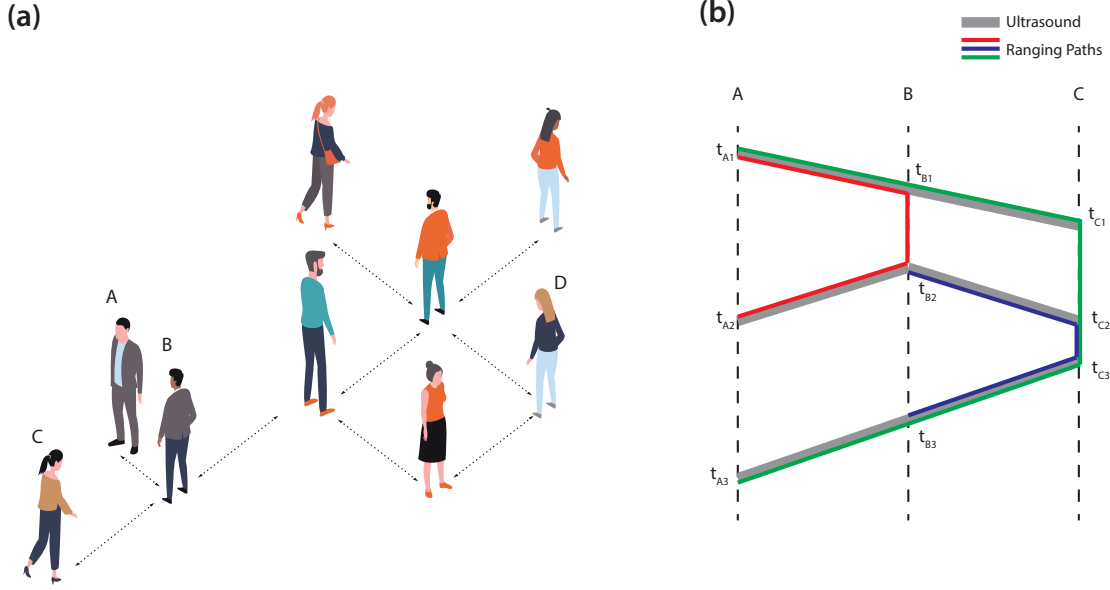 (a)
A
B
C
D
(b)
Ultrasound
Ranging Paths
A B C
tA1
tB1
tC1
tA2
tB2
tC2
tC3
tB3
tA3